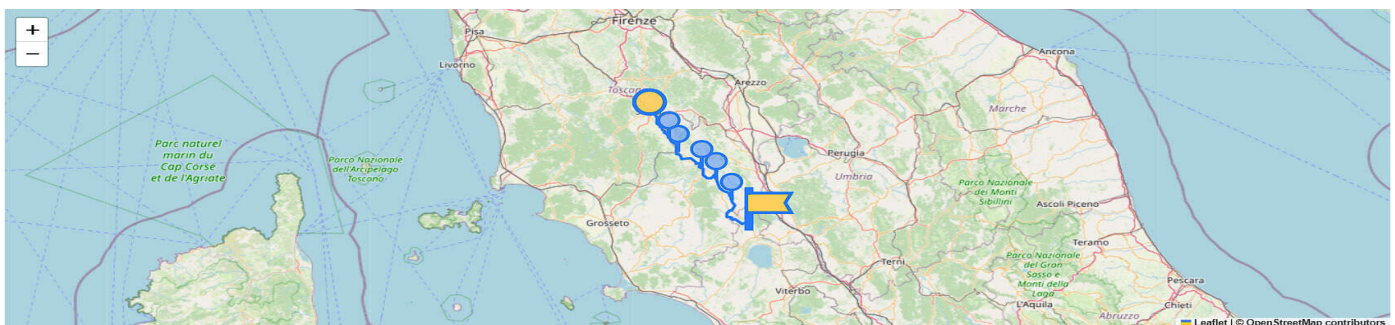 +
−
Firenze
Pisa
Livorno
Ancona
Arezzo
Toscana
Marche
Parc naturel
marin du
Cap Corse
et de l'Agriate
Parco Nazionale
dell'Arcipelago
Toscano
Perugia
Umbria
Parco Nazionale
dei Monti
Sibillini
Ascoli Piceno
Grosseto
Teramo
Terni
Parco Nazionale
del Gran
Sasso e
Monti della
Laga
Viterbo
Pescara
L'Aquila
Chieti
Abruzzo
Leaflet | © OpenStreetMap contributors